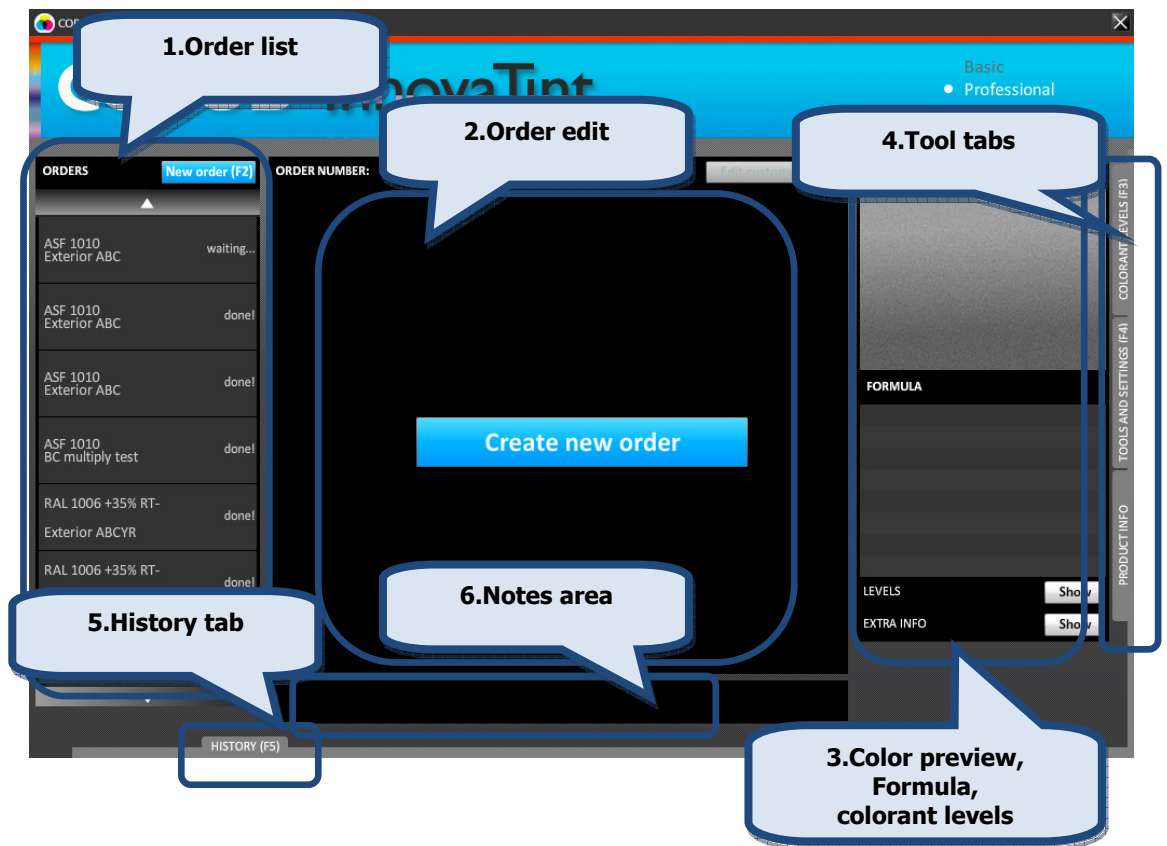 1.Order list
InnovaTint
Basic
Professional
2.Order edit
4.Tool tabs
ORDERS
New order (F2)
ORDER NUMBER:
COLORANT LEVELS (F3)
ASF 1010
Exterior ABC
waiting...
ASF 1010
Exterior ABC
done!
ASF 1010
Exterior ABC
done!
ASF 1010
BC multiply test
done!
RAL 1006 +35% RT-
Exterior ABCYR
done!
RAL 1006 +35% RT-
done!
Create new order
FORMULA
TOOLS AND SETTINGS (F4)
PRODUCT INFO
LEVELS
Show
EXTRA INFO
Show
5.History tab
6.Notes area
HISTORY (F5)
3.Color preview,
Formula,
colorant levels